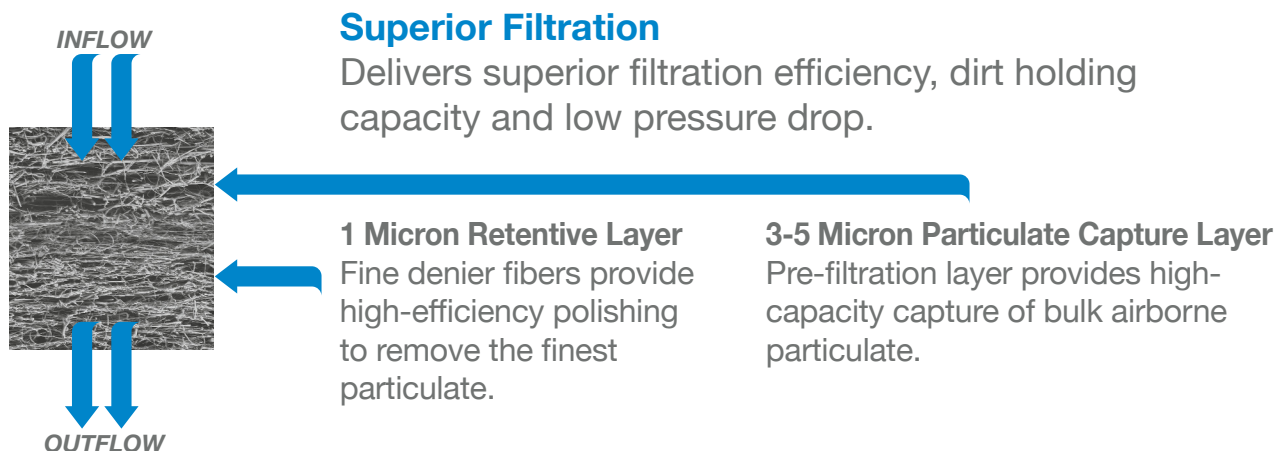 INFLOW
Superior Filtration
Delivers superior filtration efficiency, dirt holding
capacity and low pressure drop.
1 Micron Retentive Layer
Fine denier fibers provide
high-efficiency polishing
to remove the finest
particulate.
3-5 Micron Particulate Capture Layer
Pre-filtration layer provides high-
capacity capture of bulk airborne
particulate.
OUTFLOW